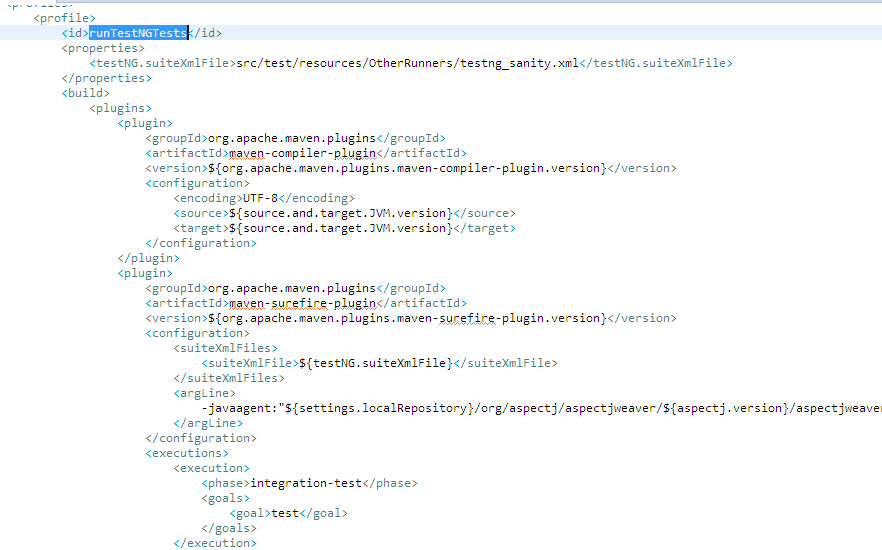 <profiles>
<profile>
<id>runTestNGTests</id>
<properties>
<testNG.suiteXmlFile>src/test/resources/OtherRunners/testng_sanity.xml</testNG.suiteXmlFile>
</properties>
<build>
<plugins>
<plugin>
<groupId>org.apache.maven.plugins</groupId>
<artifactId>maven-compiler-plugin</artifactId>
<version>${org.apache.maven.plugins.maven-compiler-plugin.version}</version>
<configuration>
<encoding>UTF-8</encoding>
<source>${source.and.target.JVM.version}</source>
<target>${source.and.target.JVM.version}</target>
</configuration>
</plugin>
<plugin>
<groupId>org.apache.maven.plugins</groupId>
<artifactId>maven-surefire-plugin</artifactId>
<version>${org.apache.maven.plugins.maven-surefire-plugin.version}</version>
<configuration>
<suiteXmlFiles>
<suiteXmlFile>${testNG.suiteXmlFile}</suiteXmlFile>
</suiteXmlFiles>
<argLine>
-javaagent:"${settings.localRepository}/org/aspectj/aspectjweaver/${aspectj.version}/aspectjweaver
</argLine>
</configuration>
<executions>
<execution>
<phase>integration-test</phase>
<goals>
<goal>test</goal>
</goals>
</execution>